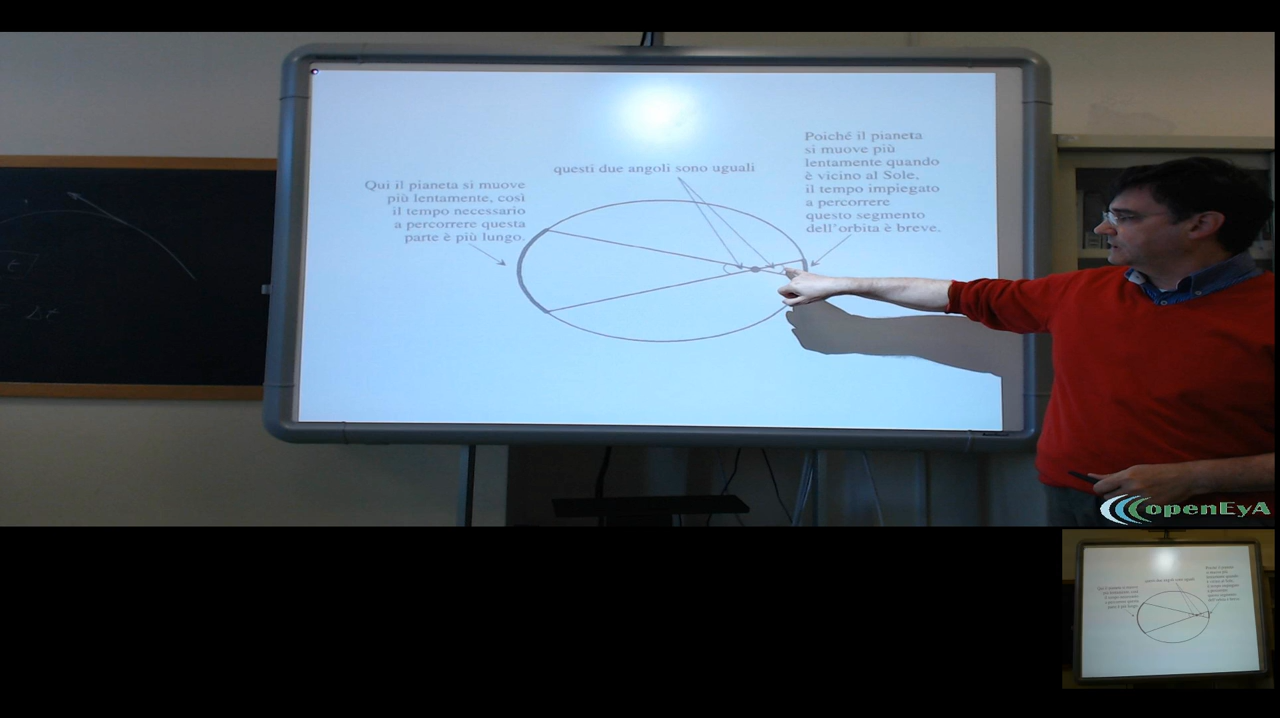 Qui il pianeta si muove
più lentamente, così
il tempo necessario
a percorrere questa
parte è più lungo.
questi due angoli sono uguali
Poiché il pianeta
si muove più
lentamente quando
è vicino al Sole,
il tempo impiegato
a percorrere
questo segmento
dell'orbita è breve.
openEyA